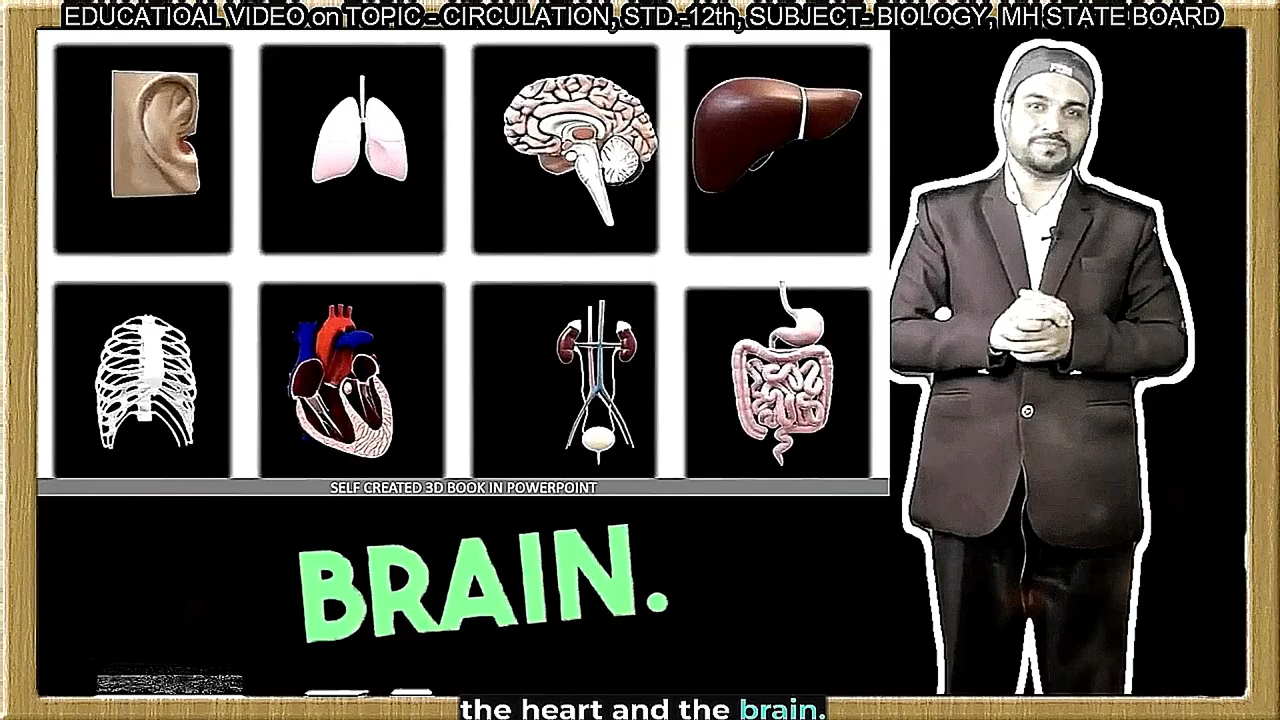 EDUCATIOAL VIDEO on TOPIC - CIRCULATION, STD.-12th, SUBJECT- BIOLOGY, MH STATE BOARD
SELF CREATED 3D BOOK IN POWERPOINT
BRAIN.
the heart and the brain.